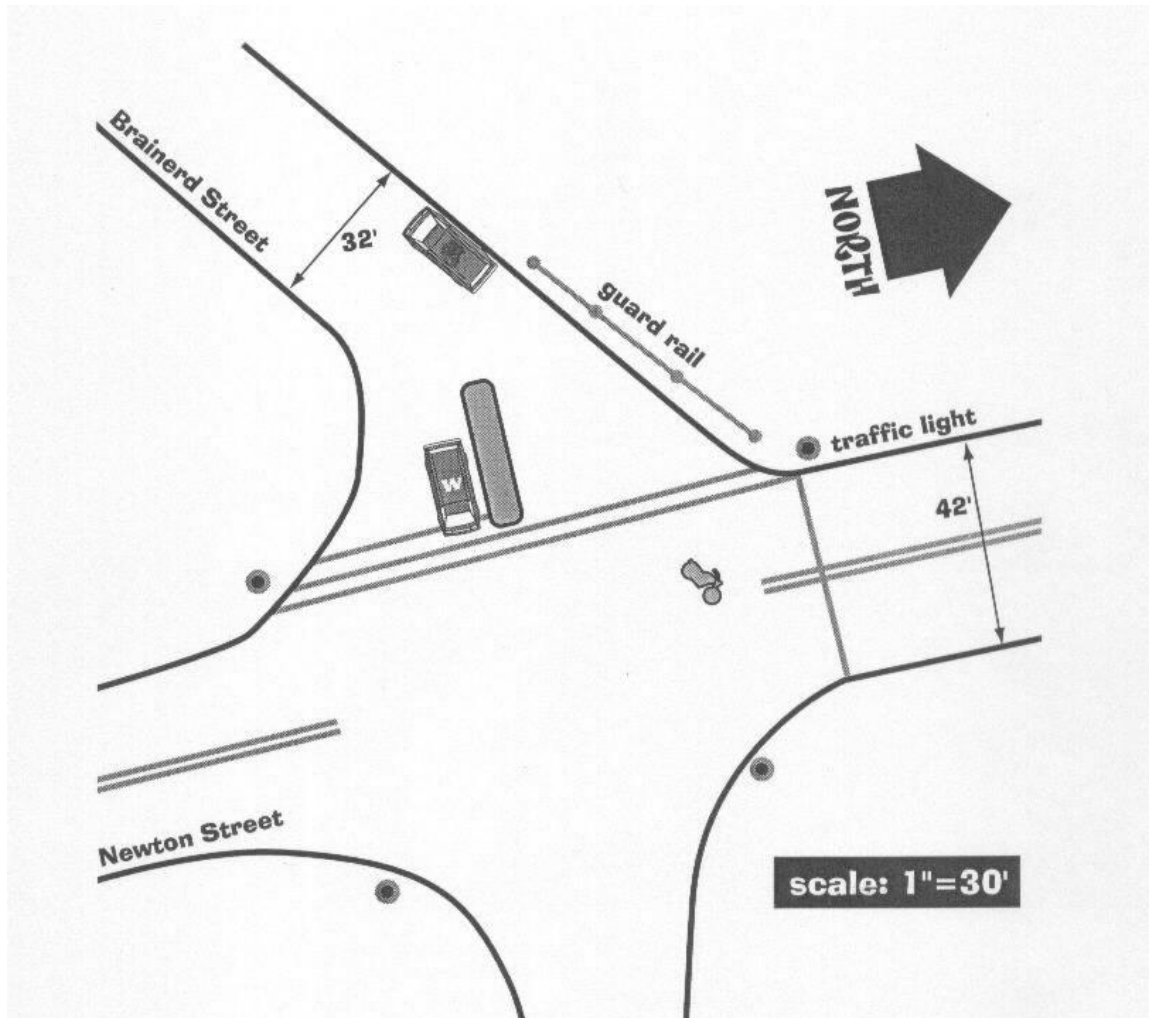 Brainerd Street
32'
NORTH
guard rail
traffic light
W
42'
Newton Street
scale: 1"=30'